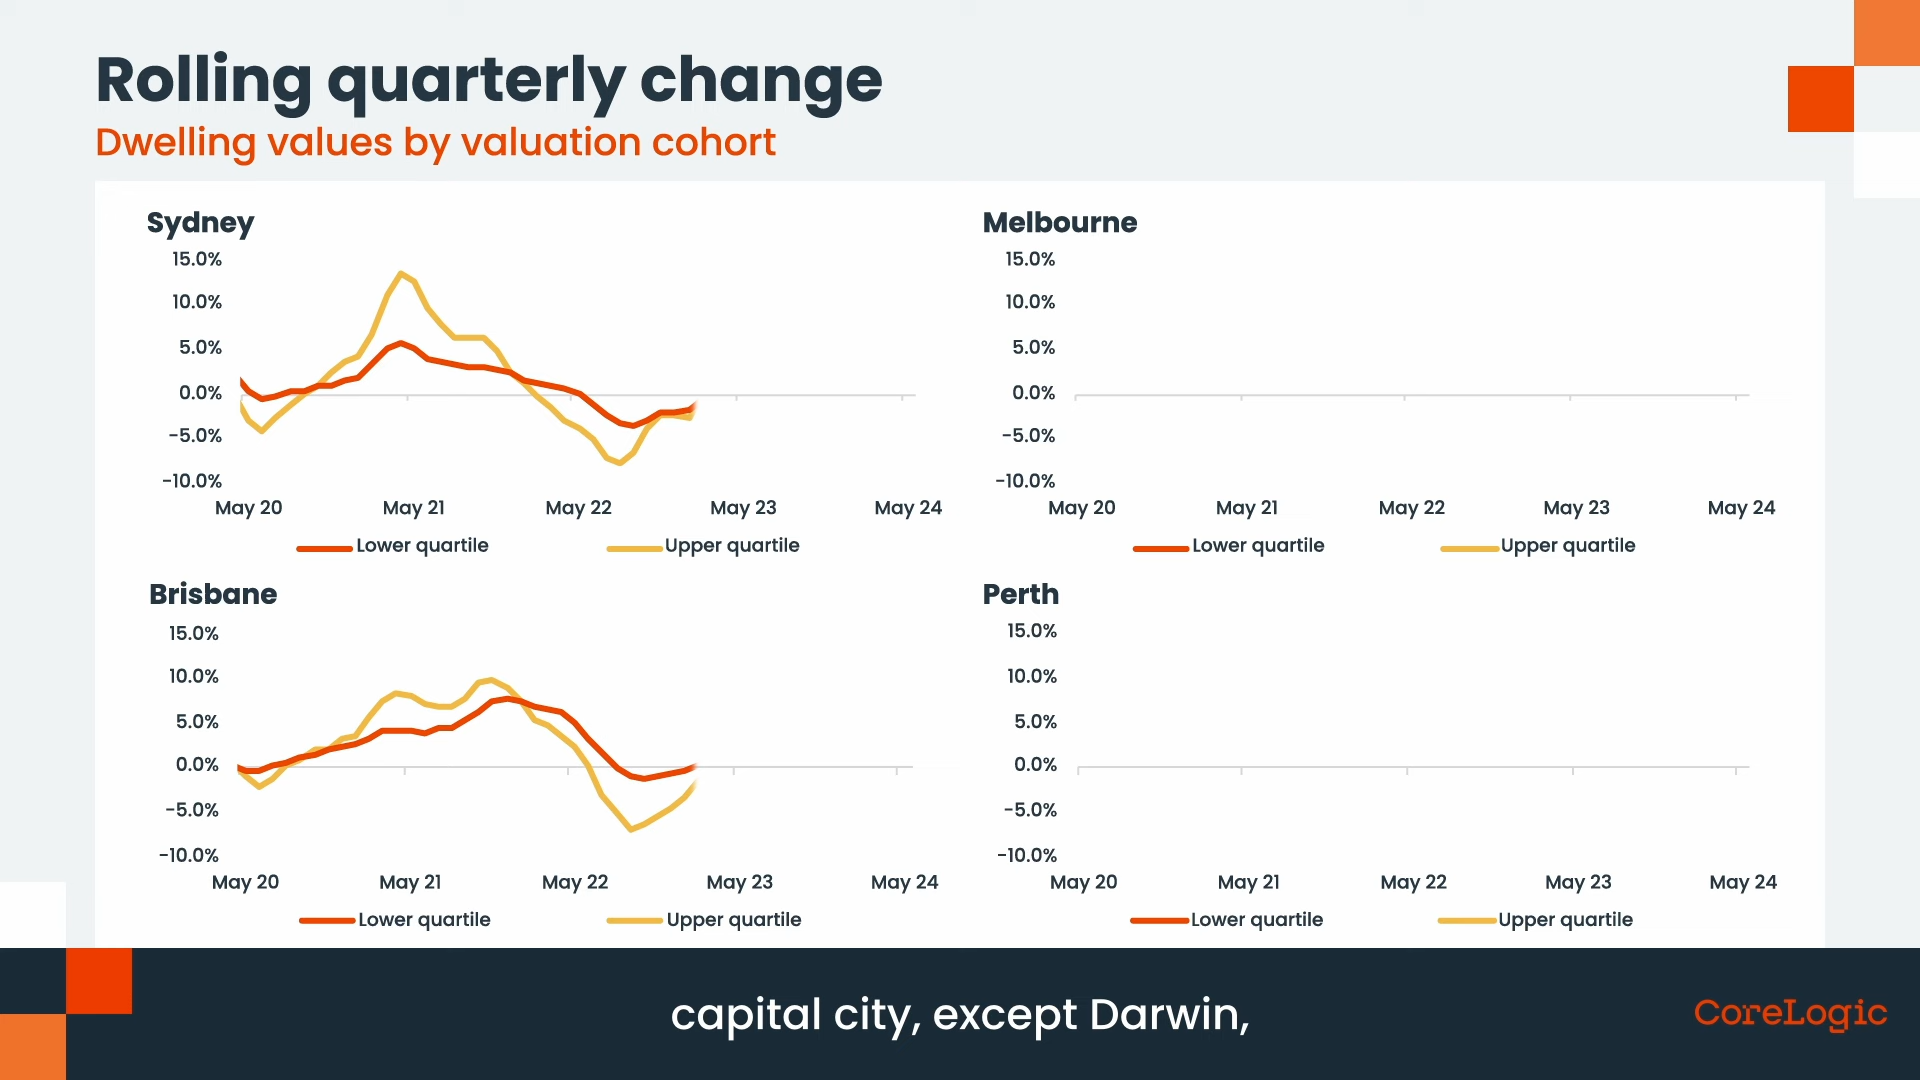 Rolling quarterly change
Dwelling values by valuation cohort
Sydney
15.0%
10.0%
5.0%
0.0%
-5.0%
-10.0%
May 20 May 21 May 22 May 23 May 24
Lower quartile Upper quartile
Melbourne
15.0%
10.0%
5.0%
0.0%
-5.0%
-10.0%
May 20 May 21 May 22 May 23 May 24
Lower quartile Upper quartile
Brisbane
15.0%
10.0%
5.0%
0.0%
-5.0%
-10.0%
May 20 May 21 May 22 May 23 May 24
Lower quartile Upper quartile
Perth
15.0%
10.0%
5.0%
0.0%
-5.0%
-10.0%
May 20 May 21 May 22 May 23 May 24
Lower quartile Upper quartile
capital city, except Darwin,
CoreLogic